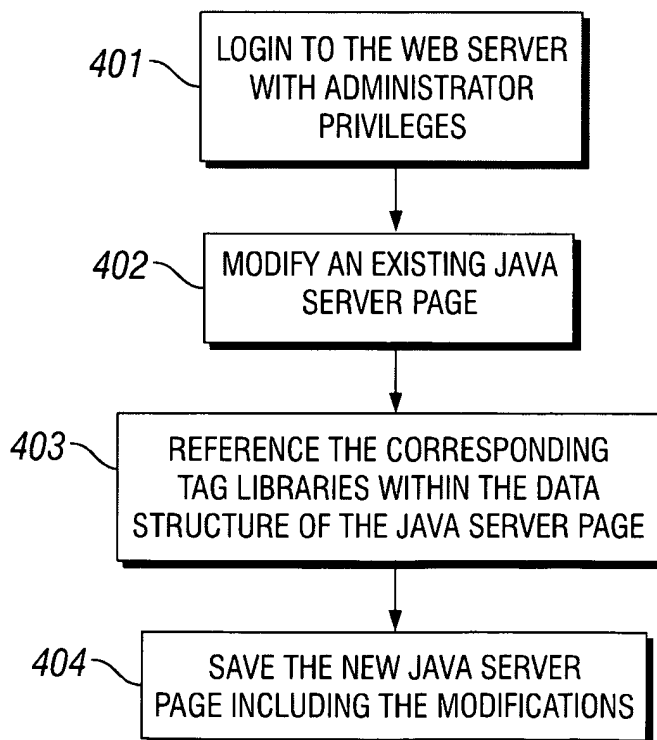 401
LOGIN TO THE WEB SERVER
WITH ADMINISTRATOR
PRIVILEGES
402
MODIFY AN EXISTING JAVA
SERVER PAGE
403
REFERENCE THE CORRESPONDING
TAG LIBRARIES WITHIN THE DATA
STRUCTURE OF THE JAVA SERVER PAGE
404
SAVE THE NEW JAVA SERVER
PAGE INCLUDING THE MODIFICATIONS